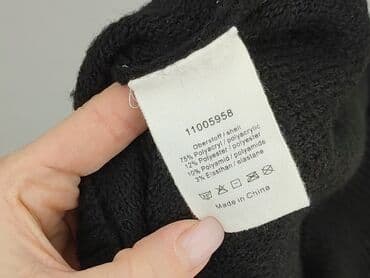 11005958
Oberstoff / shell
75% Polyacryl / polyacrylic
12% Polyester / polyester
10% Polyamid / polyamide
3% Elasthan / elastane
Made in China